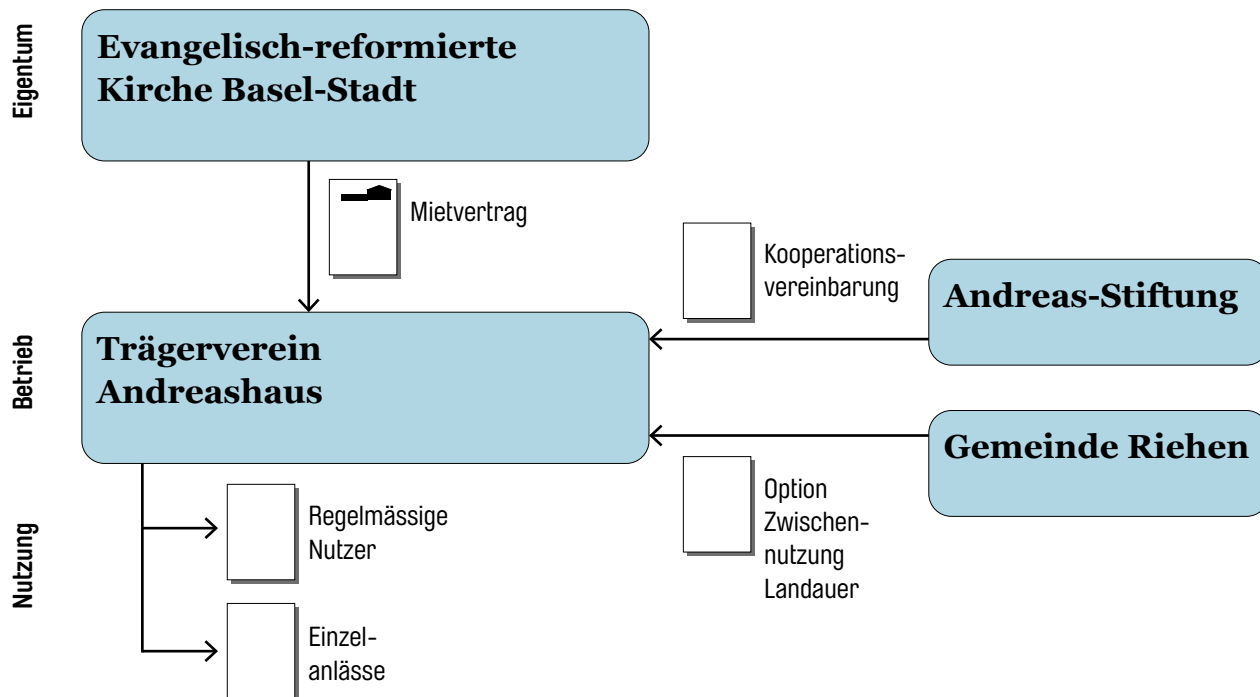 Eigentum
Evangelisch-reformierte
Kirche Basel-Stadt
Mietvertrag
Kooperations-
vereinbarung
Andreas-Stiftung
Betrieb
Trägerverein
Andreashaus
Gemeinde Riehen
Option
Zwischen-
nutzung
Landauer
Nutzung
Regelmässige
Nutzer
Einzel-
anlässe